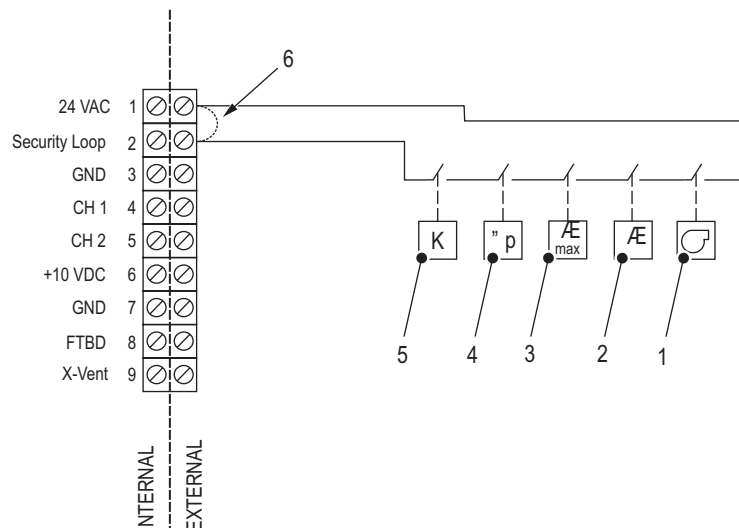 6
24 VAC 1
Security Loop 2
GND 3
CH 1 4
CH 2 5
+10 VDC 6
GND 7
FTBD 8
X-Vent 9
K
" p
Æ
max
Æ
5
4
3
2
1
INTERNAL
EXTERNAL